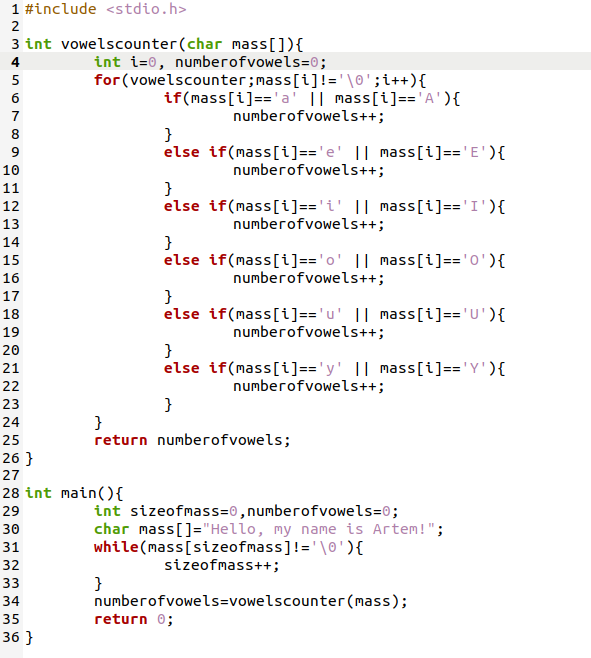 1 #include <stdio.h>
2
3 int vowelscounter(char mass[]){
4         int i=0, numberofvowels=0;
5         for(vowelscounter;mass[i]!='\0';i++){
6                 if(mass[i]=='a' || mass[i]=='A'){
7                         numberofvowels++;
8                 }
9                 else if(mass[i]=='e' || mass[i]=='E'){
10                         numberofvowels++;
11                 }
12                 else if(mass[i]=='i' || mass[i]=='I'){
13                         numberofvowels++;
14                 }
15                 else if(mass[i]=='o' || mass[i]=='O'){
16                         numberofvowels++;
17                 }
18                 else if(mass[i]=='u' || mass[i]=='U'){
19                         numberofvowels++;
20                 }
21                 else if(mass[i]=='y' || mass[i]=='Y'){
22                         numberofvowels++;
23                 }
24         }
25         return numberofvowels;
26 }
27
28 int main(){
29         int sizeofmass=0,numberofvowels=0;
30         char mass[]="Hello, my name is Artem!";
31         while(mass[sizeofmass]!='\0'){
32                 sizeofmass++;
33         }
34         numberofvowels=vowelscounter(mass);
35         return 0;
36 }